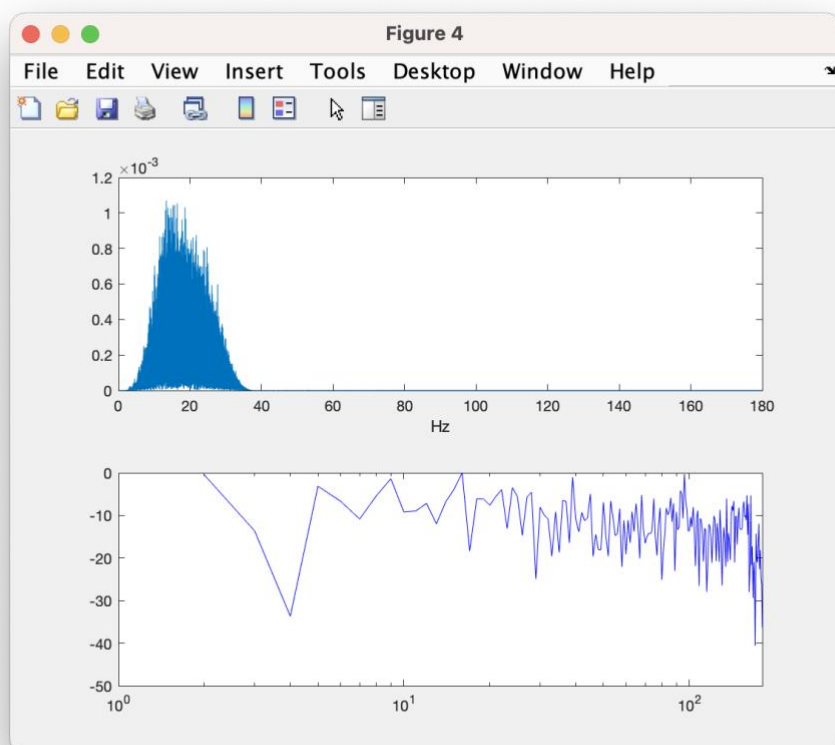 Figure 4
File Edit View Insert Tools Desktop Window Help
×10⁻³
1.2
1
0.8
0.6
0.4
0.2
0
0 20 40 60 80 100 120 140 160 180
Hz
0
-10
-20
-30
-40
-50
10⁰ 10¹ 10²